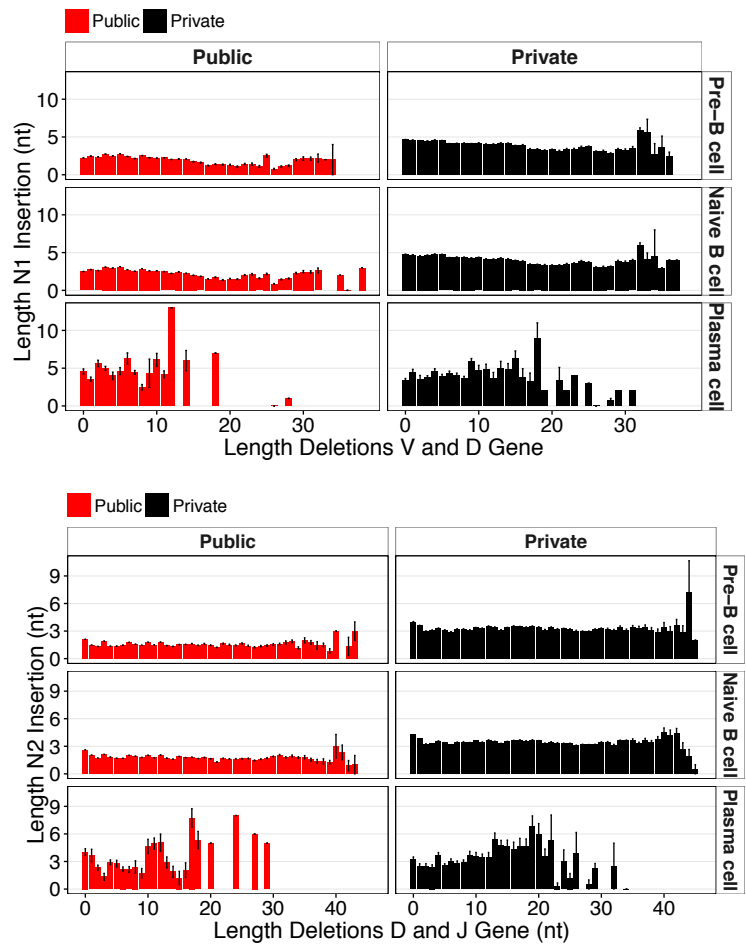 Public Private
Public Private
Length N1 Insertion (nt)
10
5
0
Pre−B cell
10
5
0
Naive B cell
10
5
0
Plasma cell
0 10 20 30 0 10 20 30
Length Deletions V and D Gene
Public Private
Public Private
Length N2 Insertion (nt)
9
6
3
0
Pre−B cell
9
6
3
0
Naive B cell
9
6
3
0
Plasma cell
0 10 20 30 40 0 10 20 30 40
Length Deletions D and J Gene (nt)